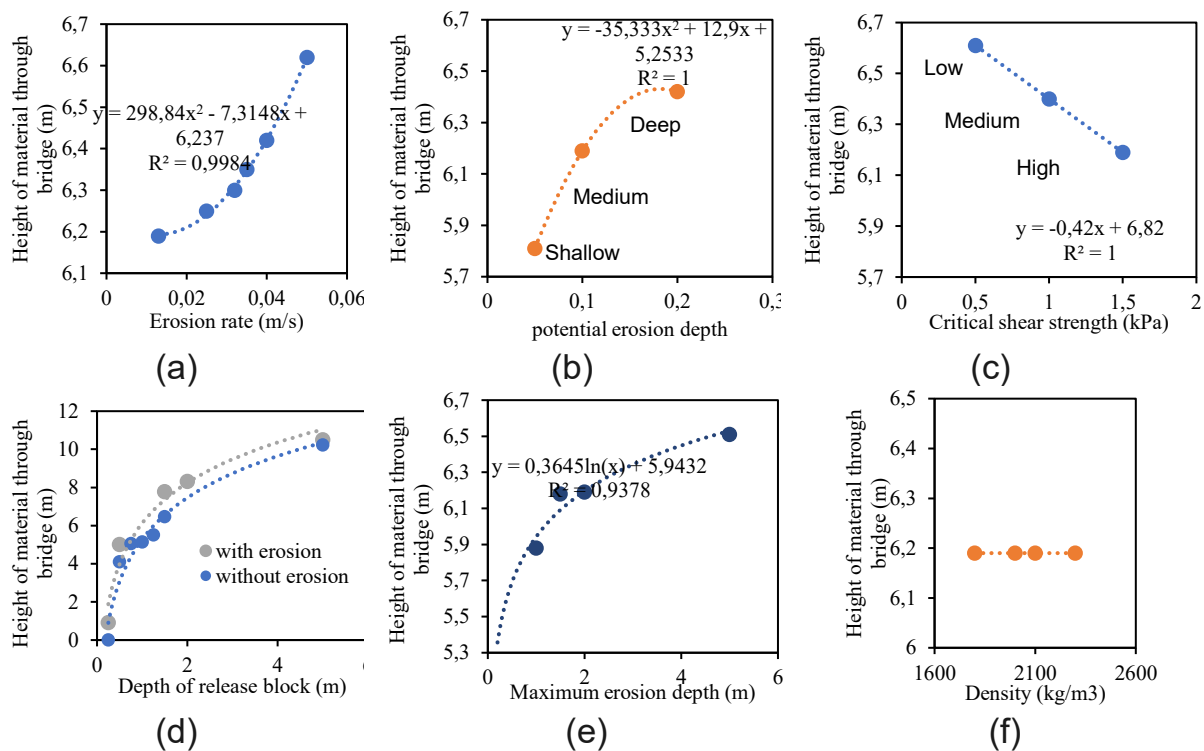 Height of material through
bridge (m)
6,7
6,6
6,5
6,4
6,3
6,2
6,1
y = 298,84x² - 7,3148x +
6,237
R² = 0,9984
0
0,02
0,04
0,06
Erosion rate (m/s)
(a)
Height of material through
bridge (m)
6,7
6,5
6,3
6,1
5,9
5,7
y = -35,333x² + 12,9x +
5,2533
R² = 1
Deep
Medium
Shallow
0
0,1
0,2
0,3
potential erosion depth
(b)
Height of material through
bridge (m)
6,7
6,5
6,3
6,1
5,9
5,7
Low
Medium
High
y = -0,42x + 6,82
R² = 1
0
0,5
1
1,5
2
Critical shear strength (kPa)
(c)
Height of material through
bridge (m)
12
10
8
6
4
2
0
with erosion
without erosion
0
2
4
Depth of release block (m)
(d)
Height of material through
bridge (m)
6,7
6,5
6,3
6,1
5,9
5,7
5,5
5,3
y = 0,3645ln(x) + 5,9432
R² = 0,9378
0
2
4
6
Maximum erosion depth (m)
(e)
Height of material through
bridge (m)
6,5
6,4
6,3
6,2
6,1
6
1600
2100
2600
Density (kg/m3)
(f)